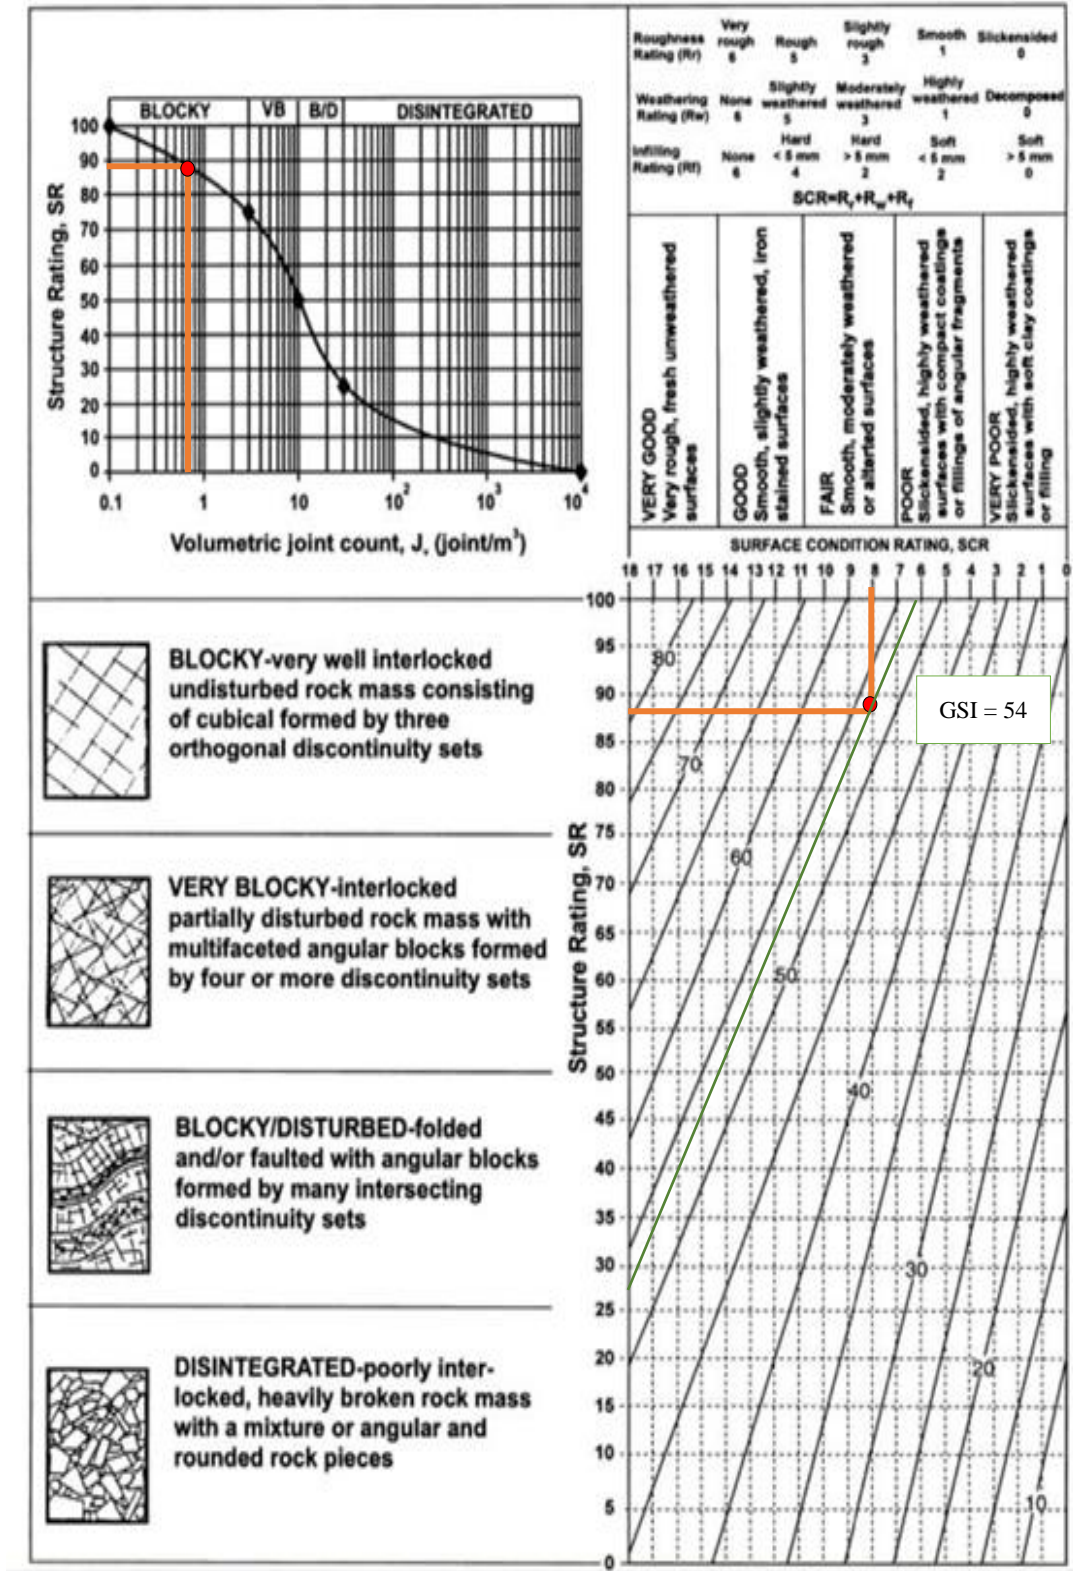 Roughness Rating (Rr)
Very rough 6
Rough 5
Slightly rough 3
Smooth 1
Slickensided 0
Weathering Rating (Rw)
None 6
Slightly weathered 5
Moderately weathered 3
Highly weathered 1
Decomposed 0
Infilling Rating (Rf)
None 6
Hard < 5 mm 4
Hard > 5 mm 2
Soft < 5 mm 2
Soft > 5 mm 0
SCR=Rr+Rw+Rf
BLOCKY VB B/D DISINTEGRATED
100
90
80
70
60
50
40
30
20
10
0
Structure Rating, SR
0.1 1 10 10² 10³ 10⁴
Volumetric joint count, Jv (joint/m³)
VERY GOOD
Very rough, fresh unweathered
surfaces
GOOD
Smooth, slightly weathered, iron
stained surfaces
FAIR
Smooth, moderately weathered
or alterted surfaces
POOR
Slickensided, highly weathered
surfaces with compact coatings
or fillings of angular fragments
VERY POOR
Slickensided, highly weathered
surfaces with soft clay coatings
or filling
SURFACE CONDITION RATING, SCR
18 17 16 15 14 13 12 11 10 9 8 7 6 5 4 3 2 1 0
BLOCKY-very well interlocked
undisturbed rock mass consisting
of cubical formed by three
orthogonal discontinuity sets
VERY BLOCKY-interlocked
partially disturbed rock mass with
multifaceted angular blocks formed
by four or more discontinuity sets
BLOCKY/DISTURBED-folded
and/or faulted with angular blocks
formed by many intersecting
discontinuity sets
DISINTEGRATED-poorly inter-
locked, heavily broken rock mass
with a mixture or angular and
rounded rock pieces
Structure Rating, SR
100
95
90
85
80
75
70
65
60
55
50
45
40
35
30
25
20
15
10
5
0
80
70
60
50
40
30
20
10
GSI = 54